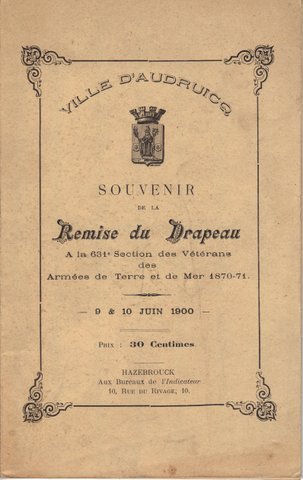 VILLE D'AUDRUICQ
SOUVENIR
DE LA
Remise du Drapeau
A la 631e Section des Vétérans
des
Armées de Terre et de Mer 1870-71.
— 9 & 10 JUIN 1900 —
PRIX : 30 Centimes
HAZEBROUCK
Aux Bureaux de l'Indicateur
10, RUE DU RIVAGE, 10.